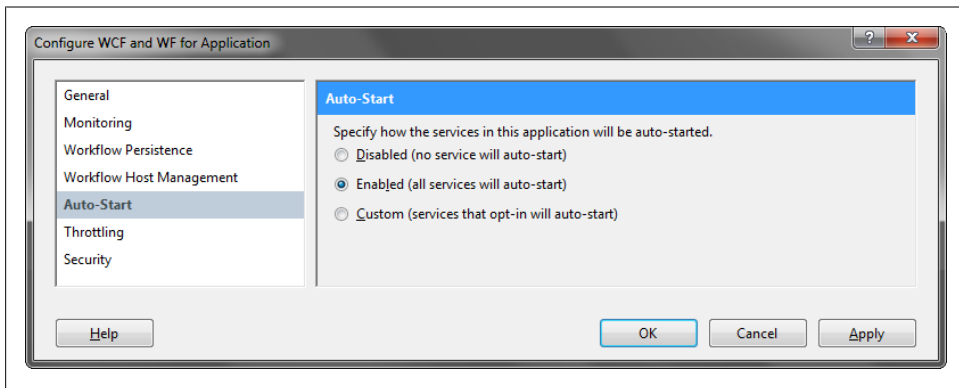 Configure WCF and WF for Application
?
General
Monitoring
Workflow Persistence
Workflow Host Management
Auto-Start
Throttling
Security
Auto-Start
Specify how the services in this application will be auto-started.
Disabled (no service will auto-start)
Enabled (all services will auto-start)
Custom (services that opt-in will auto-start)
Help
OK
Cancel
Apply